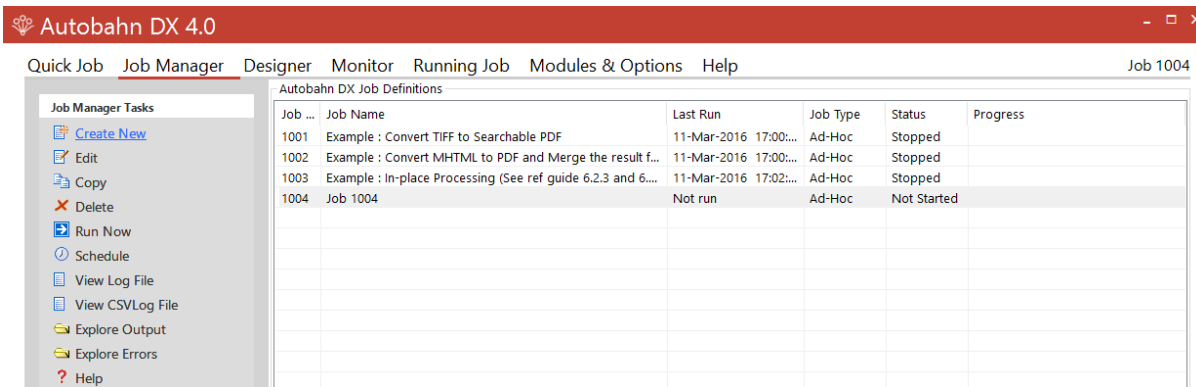 Autobahn DX 4.0
Quick Job Job Manager Designer Monitor Running Job Modules & Options Help Job 1004
Job Manager Tasks
Create New
Edit
Copy
Delete
Run Now
Schedule
View Log File
View CSVLog File
Explore Output
Explore Errors
Help
Autobahn DX Job Definitions
Job ... Job Name Last Run Job Type Status Progress
1001 Example : Convert TIFF to Searchable PDF 11-Mar-2016 17:00:... Ad-Hoc Stopped
1002 Example : Convert MHTML to PDF and Merge the result f... 11-Mar-2016 17:00:... Ad-Hoc Stopped
1003 Example : In-place Processing (See ref guide 6.2.3 and 6.... 11-Mar-2016 17:02:... Ad-Hoc Stopped
1004 Job 1004 Not run Ad-Hoc Not Started